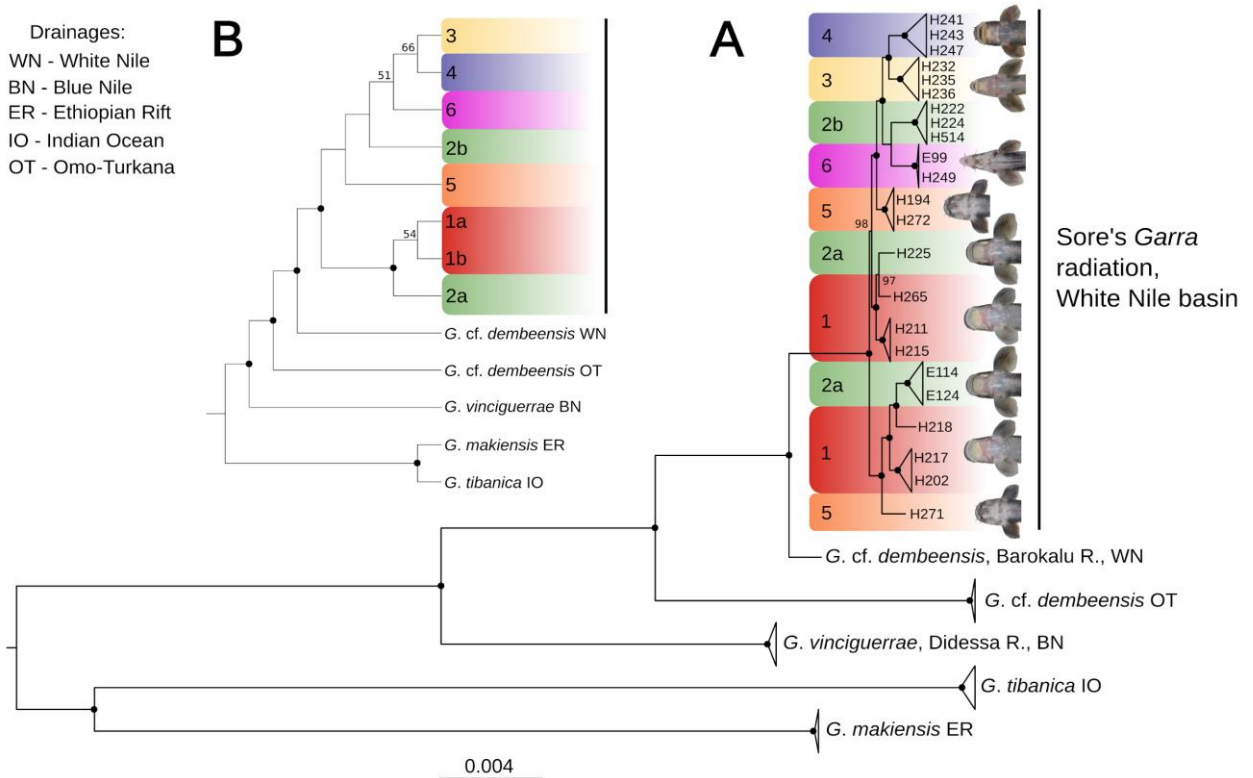 Drainages:
WN - White Nile
BN - Blue Nile
ER - Ethiopian Rift
IO - Indian Ocean
OT - Omo-Turkana
B
3
66
4
51
6
2b
5
1a
54
1b
2a
G. cf. dembeensis WN
G. cf. dembeensis OT
G. vinciguerrae BN
G. makiensis ER
G. tibanica IO
A
4
H241
H243
H247
3
H232
H235
H236
2b
H222
H224
H514
6
E99
H249
5
H194
H272
98
2a
H225
97
H265
1
H211
H215
2a
E114
E124
H218
1
H217
H202
5
H271
Sore's Garra
radiation,
White Nile basin
G. cf. dembeensis, Barokalu R., WN
G. cf. dembeensis OT
G. vinciguerrae, Didessa R., BN
G. tibanica IO
G. makiensis ER
0.004